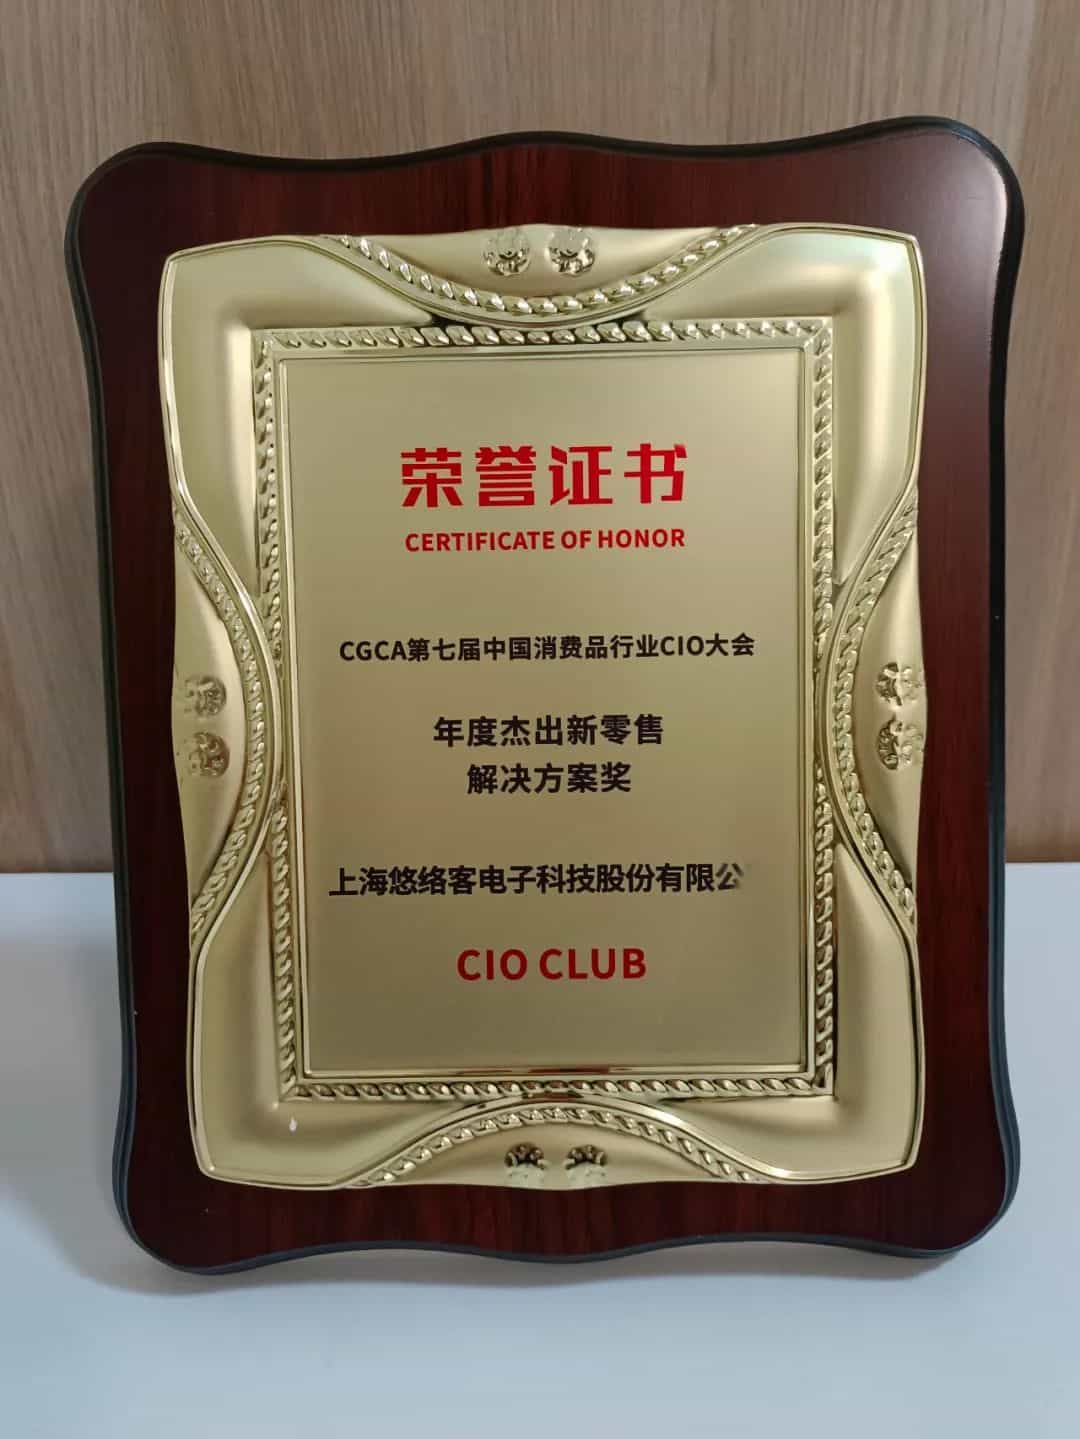 荣誉证书
CERTIFICATE OF HONOR
CGCA第七届中国消费品行业CIO大会
年度杰出新零售
解决方案奖
上海悠络客电子科技股份有限公
CIO CLUB